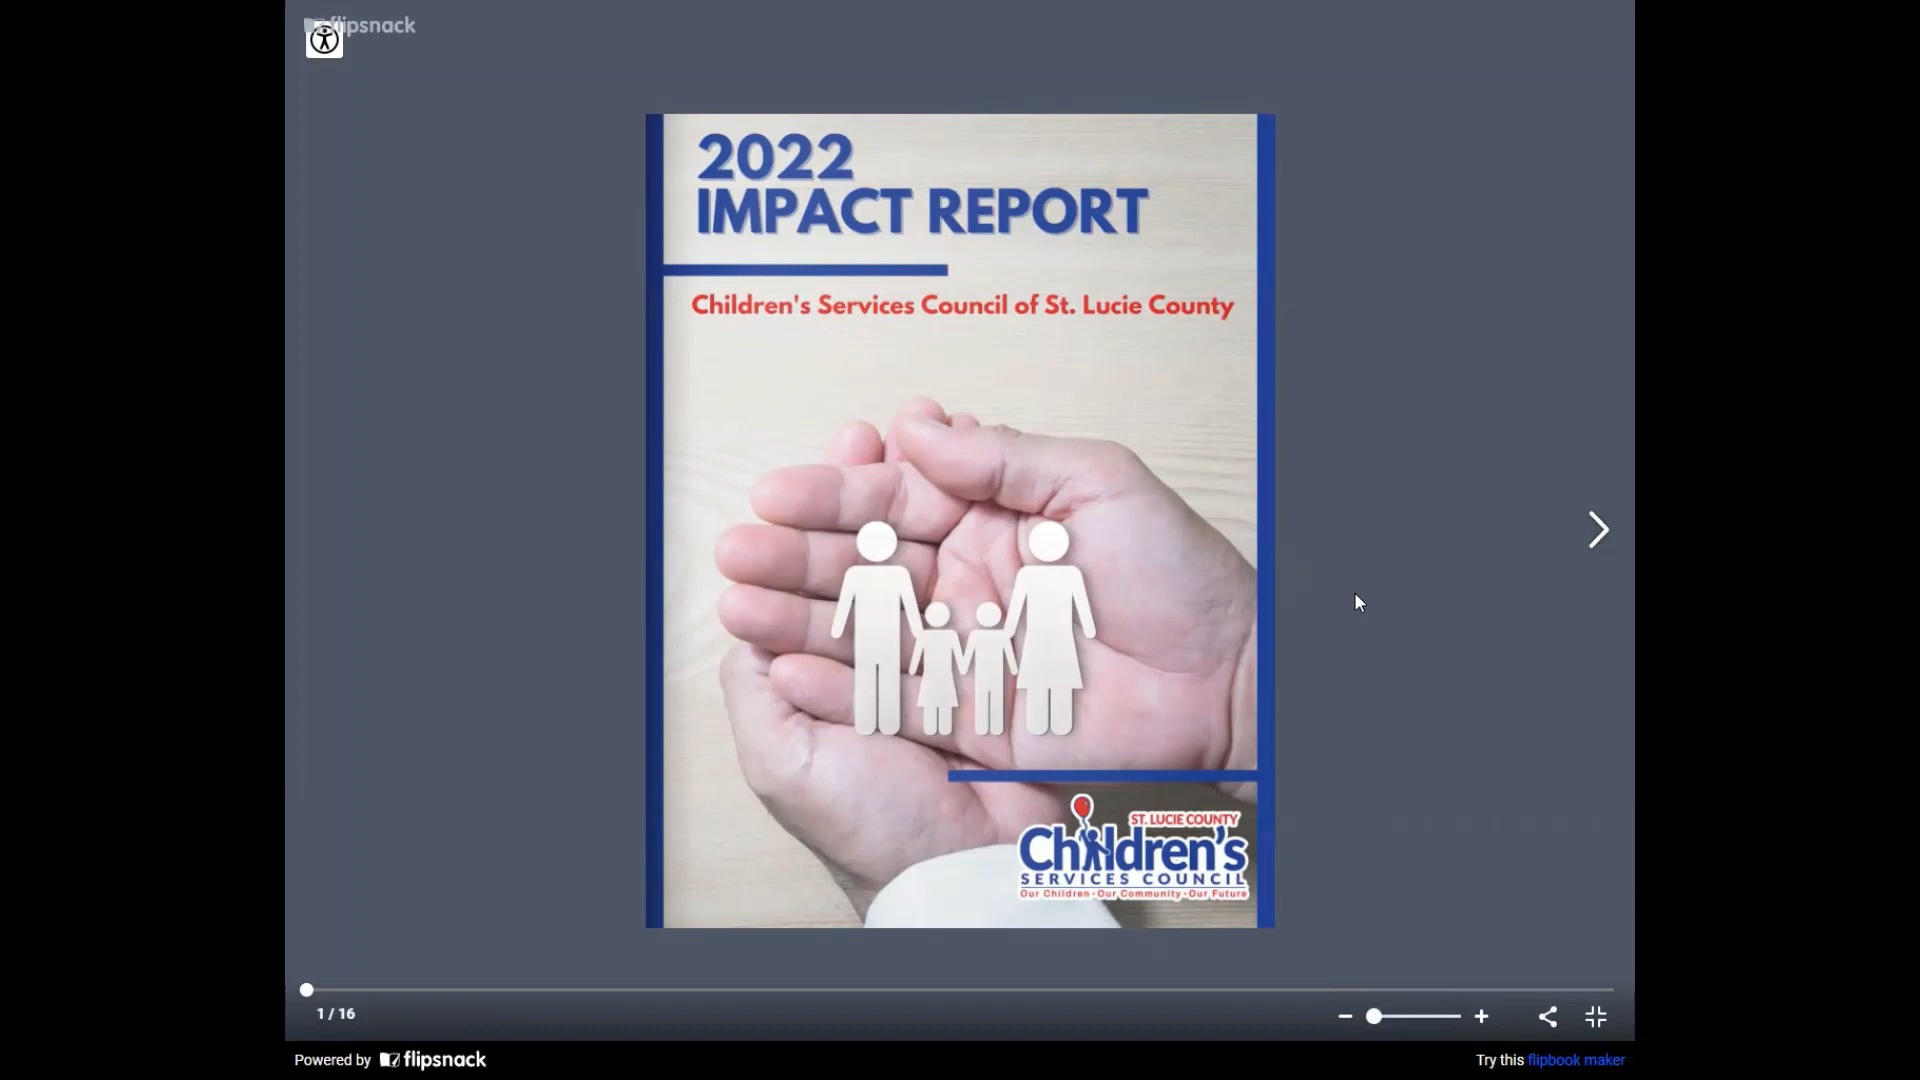 flipsnack
2022
IMPACT REPORT
Children's Services Council of St. Lucie County
ST. LUCIE COUNTY
Children's
SERVICES COUNCIL
Our Children · Our Community · Our Future
1 / 16
Powered by flipsnack
Try this flipbook maker